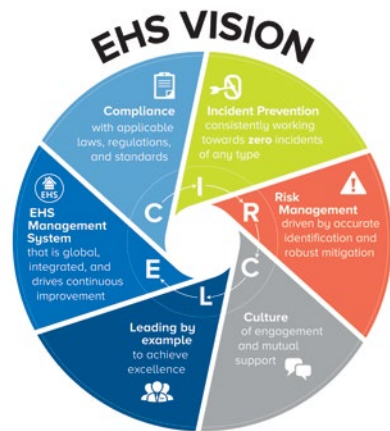 EHS VISION
Compliance
with applicable
laws, regulations,
and standards
Incident Prevention
consistently working
towards zero incidents
of any type
Risk
Management
driven by accurate
identification and
robust mitigation
Culture
of engagement
and mutual
support
Leading by
example
to achieve
excellence
EHS
EHS
Management
System
that is global,
integrated, and
drives continuous
improvement
C
I
R
C
L
E